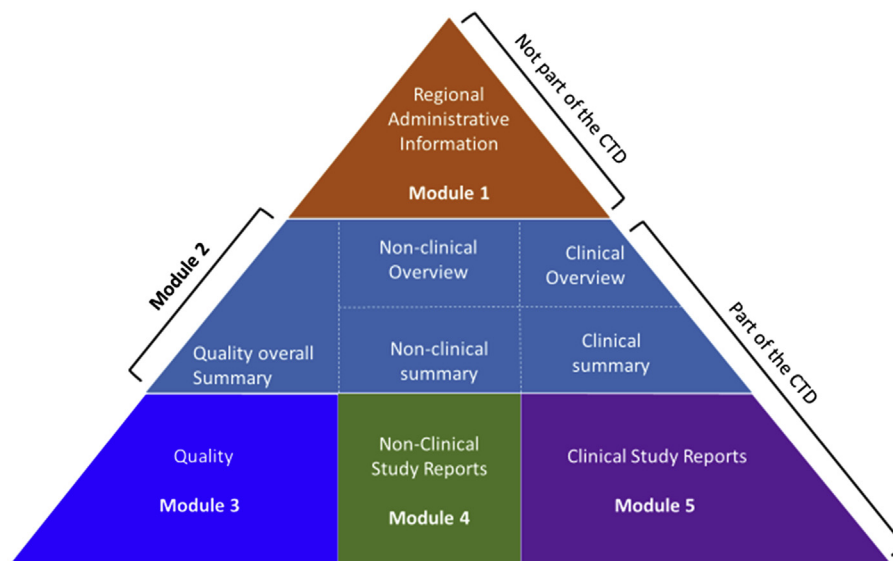 Not part of the CTD
Regional
Administrative
Information
Module 1
Module 2
Part of the CTD
Non-clinical
Overview
Clinical
Overview
Quality overall
Summary
Non-clinical
summary
Clinical
summary
Quality
Module 3
Non-Clinical
Study Reports
Module 4
Clinical Study Reports
Module 5